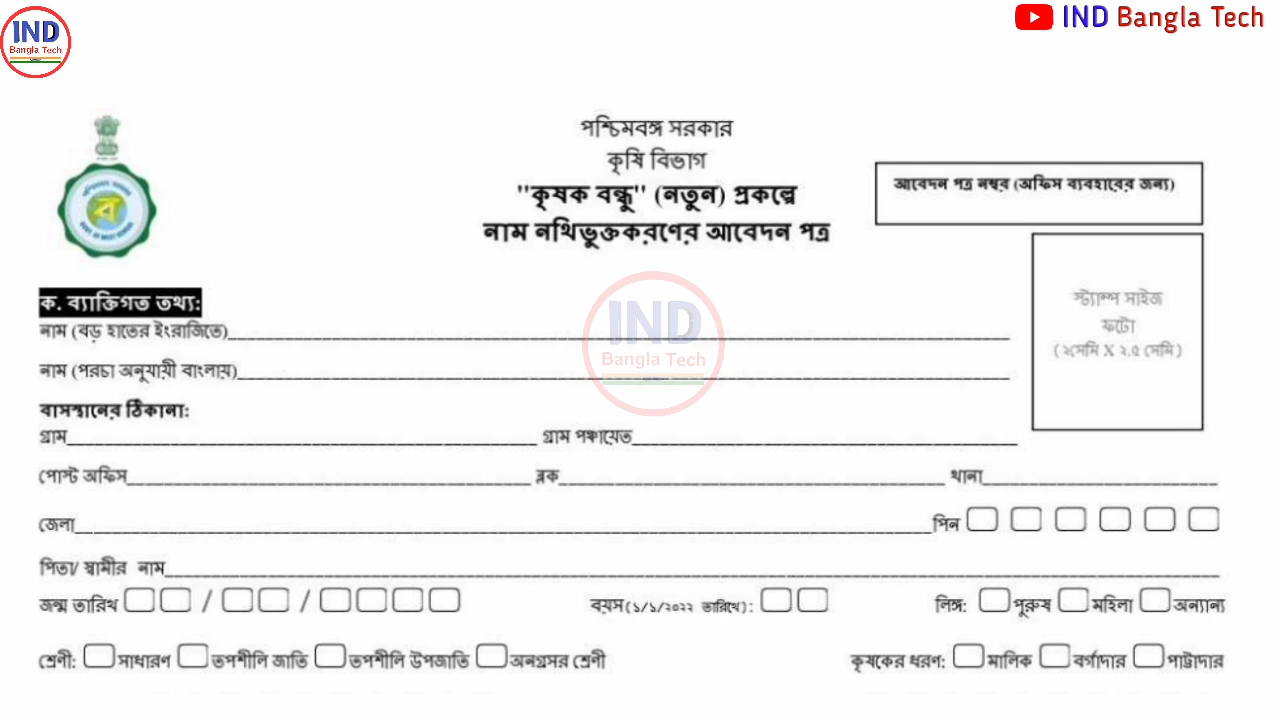 IND
Bangla Tech
IND Bangla Tech
পশ্চিমবঙ্গ সরকার
কৃষি বিভাগ
"কৃষক বন্ধু" (নতুন) প্রকল্পে
নাম নথিভুক্তকরণের আবেদন পত্র
আবেদন পত্র নম্বর (অফিস ব্যবহারের জন্য)
স্ট্যাম্প সাইজ
ফটো
(২সেমি X ২.৫ সেমি)
ক. ব্যাক্তিগত তথ্য:
নাম (বড় হাতের ইংরাজিতে)
নাম (পরচা অনুযায়ী বাংলায়)
IND
Bangla Tech
বাসস্থানের ঠিকানা:
গ্রাম গ্রাম পঞ্চায়েত
পোস্ট অফিস ব্লক থানা
জেলা পিন
পিতা/ স্বামীর নাম
জন্ম তারিখ / / বয়স(১/১/২০২২ তারিখে): লিঙ্গ: পুরুষ মহিলা অন্যান্য
শ্রেণী: সাধারণ তপশীলি জাতি তপশীলি উপজাতি অনগ্রসর শ্রেণী কৃষকের ধরণ: মালিক বর্গাদার পাট্টাদার